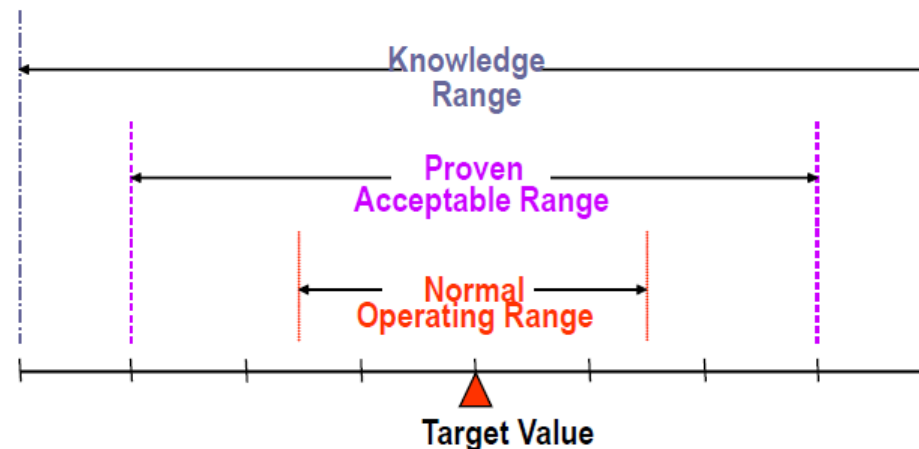 Knowledge
Range
Proven
Acceptable Range
Normal
Operating Range
Target Value